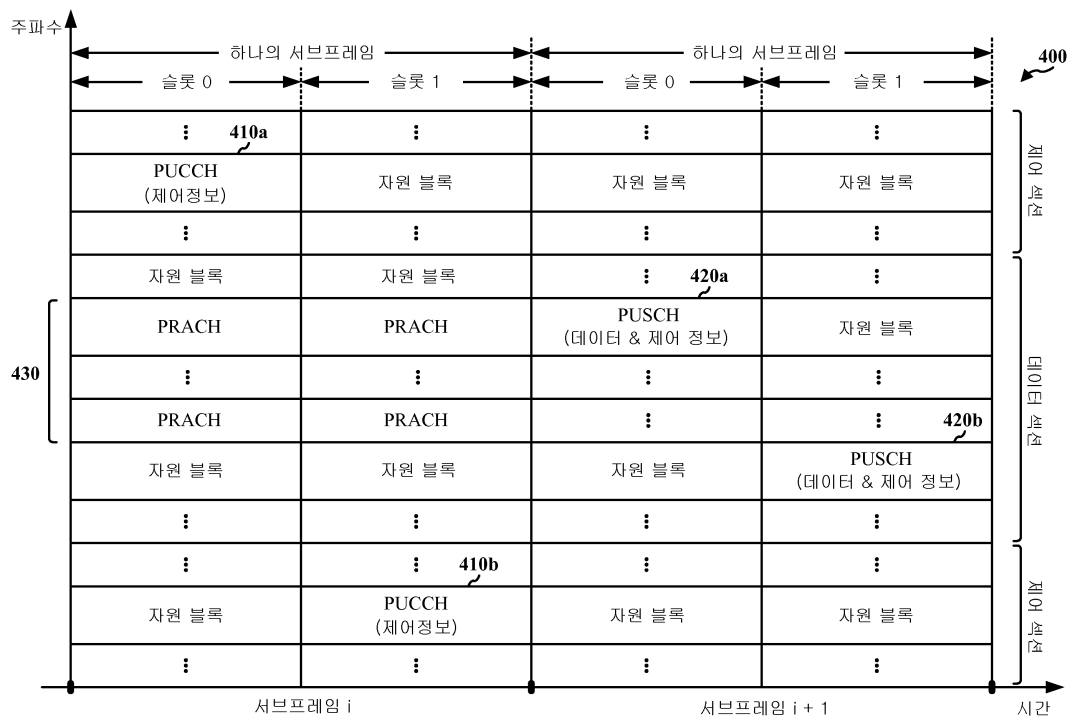 주파수
하나의 서브프레임 하나의 서브프레임
400
슬롯 0 슬롯 1 슬롯 0 슬롯 1
⋮ ⋮ ⋮ ⋮
410a
PUCCH
(제어정보)
자원 블록 자원 블록 자원 블록
제어 섹션
⋮ ⋮ ⋮ ⋮
자원 블록 자원 블록 ⋮ ⋮
420a
430
PRACH PRACH
PUSCH
(데이터 & 제어 정보)
자원 블록
⋮ ⋮ ⋮ ⋮
데이터 섹션
PRACH PRACH ⋮ ⋮
420b
자원 블록 자원 블록 자원 블록
PUSCH
(데이터 & 제어 정보)
⋮ ⋮ ⋮ ⋮
⋮ ⋮ ⋮ ⋮
410b
자원 블록
PUCCH
(제어정보)
자원 블록 자원 블록
제어 섹션
⋮ ⋮ ⋮ ⋮
서브프레임 i 서브프레임 i + 1 시간